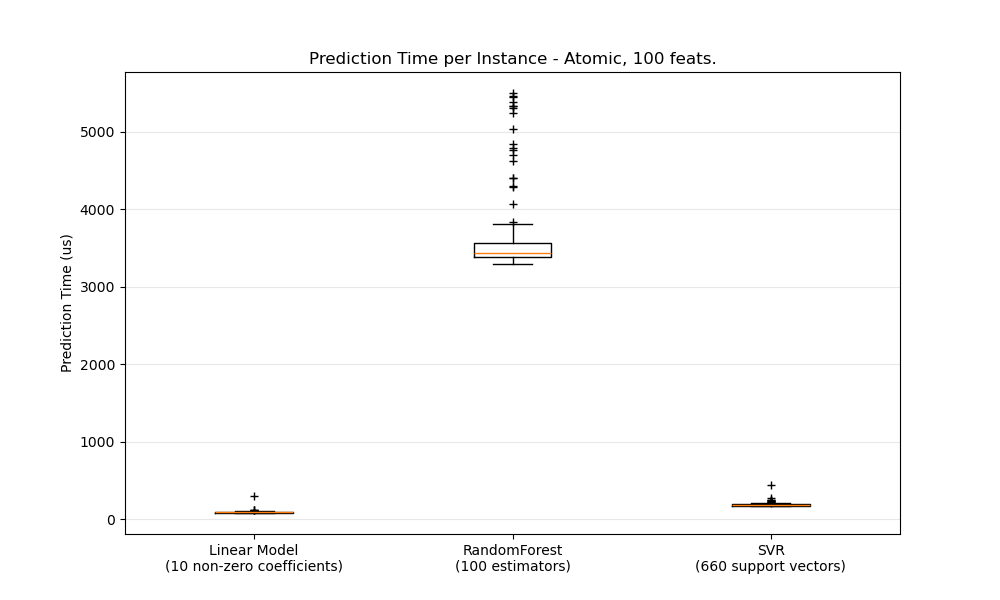 Prediction Time per Instance - Atomic, 100 feats.
Prediction Time (us)
5000
4000
3000
2000
1000
0
Linear Model
(10 non-zero coefficients)
RandomForest
(100 estimators)
SVR
(660 support vectors)